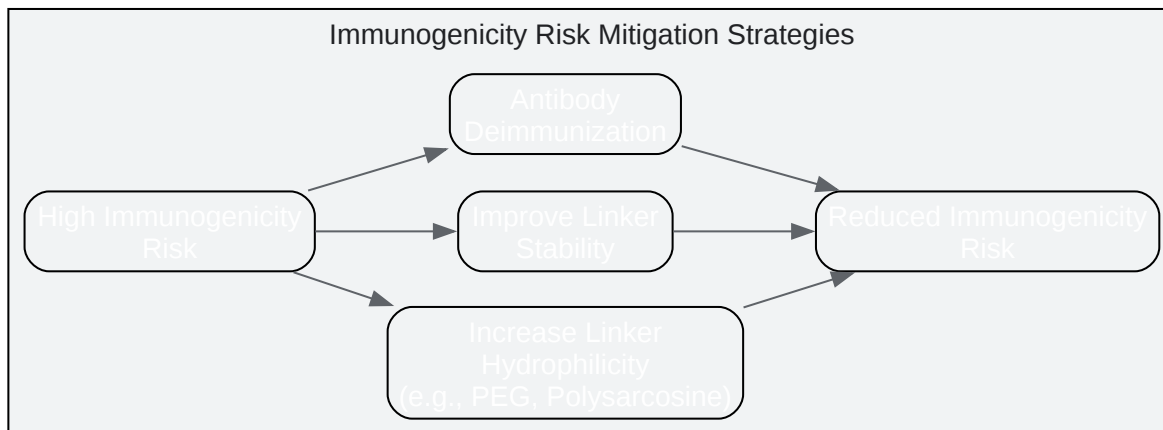 Immunogenicity Risk Mitigation Strategies
Antibody
Deimmunization
High Immunogenicity
Risk
Improve Linker
Stability
Reduced Immunogenicity
Risk
Increase Linker
Hydrophilicity
(e.g., PEG, Polysarcosine)